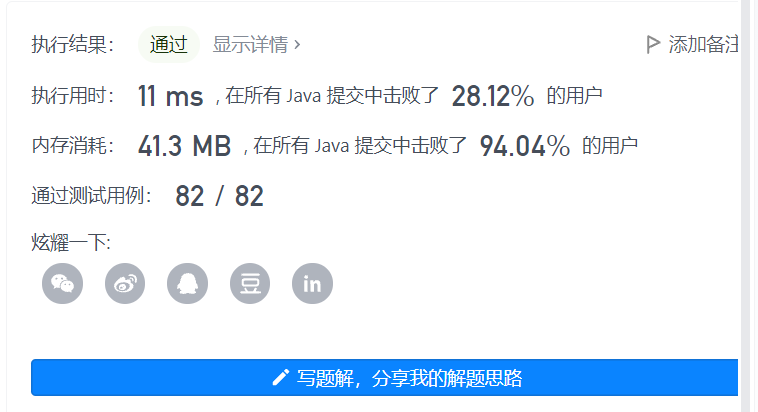 执行结果： 通过 显示详情 > 添加备注
执行用时： 11 ms , 在所有 Java 提交中击败了 28.12% 的用户
内存消耗： 41.3 MB , 在所有 Java 提交中击败了 94.04% 的用户
通过测试用例： 82 / 82
炫耀一下:
豆 in
写题解，分享我的解题思路